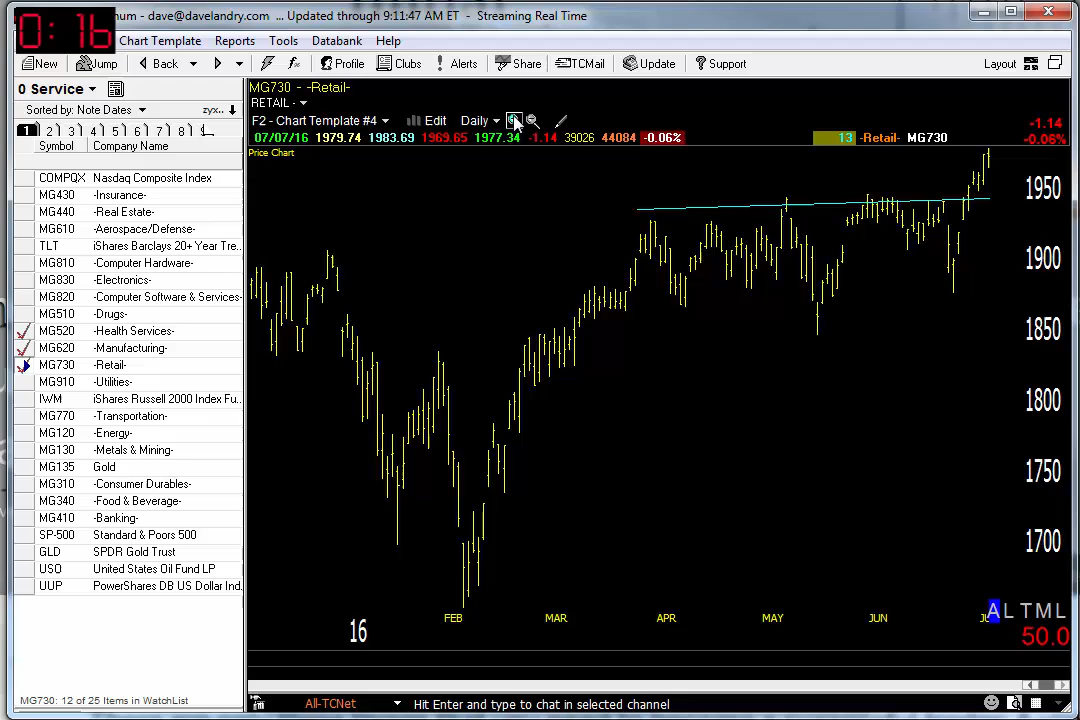 0:16
num - dave@davelandry.com ... Updated through 9:11:47 AM ET - Streaming Real Time
Chart Template Reports Tools Databank Help
New Jump Back Profile Clubs Alerts Share TCMail Update Support Layout
0 Service
Sorted by: Note Dates zyx..
1 2 3 4 5 6 7 8
Symbol Company Name
COMPQX Nasdaq Composite Index
MG430 -Insurance-
MG440 -Real Estate-
MG610 -Aerospace/Defense-
TLT iShares Barclays 20+ Year Tre..
MG810 -Computer Hardware-
MG830 -Electronics-
MG820 -Computer Software & Services-
MG510 -Drugs-
MG520 -Health Services-
MG620 -Manufacturing-
MG730 -Retail-
MG910 -Utilities-
IWM iShares Russell 2000 Index Fu..
MG770 -Transportation-
MG120 -Energy-
MG130 -Metals & Mining-
MG135 Gold
MG310 -Consumer Durables-
MG340 -Food & Beverage-
MG410 -Banking-
SP-500 Standard & Poors 500
GLD SPDR Gold Trust
USO United States Oil Fund LP
UUP PowerShares DB US Dollar Ind.
MG730: 12 of 25 Items in WatchList
MG730 - -Retail-
RETAIL -
F2 - Chart Template #4 Edit Daily
07/07/16 1979.74 1983.69 1969.65 1977.34 -1.14 39026 44084 -0.06% 13 -Retail- MG730
-1.14
-0.06%
Price Chart
1950
1900
1850
1800
1750
1700
FEB MAR APR MAY JUN
16
A L T M L
50.0
All-TCNet Hit Enter and type to chat in selected channel